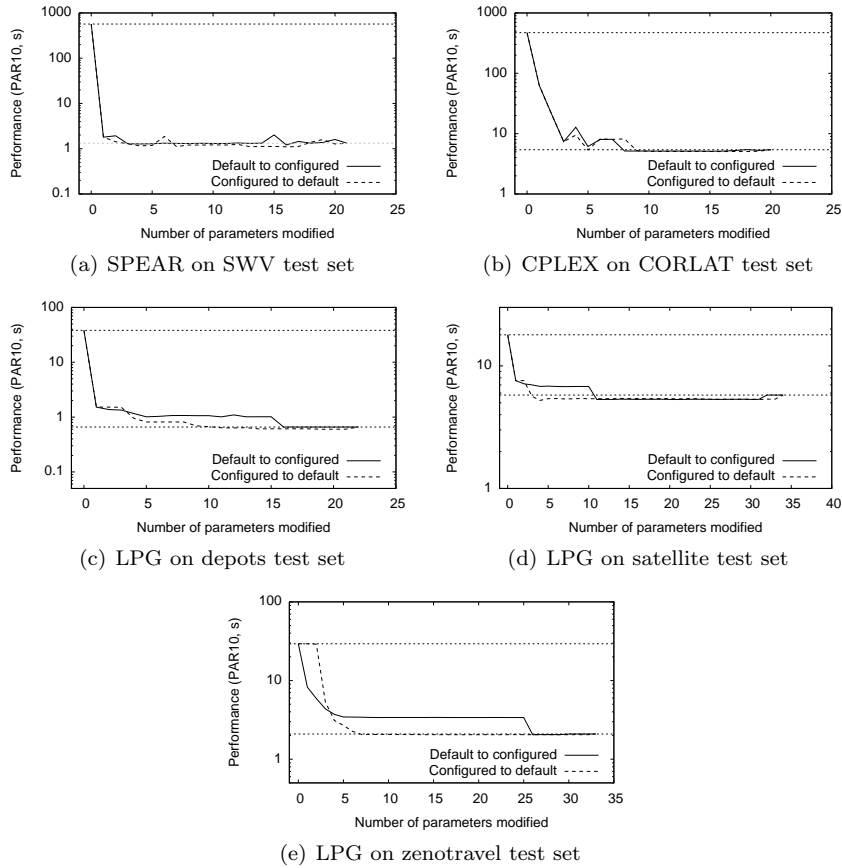 1000
100
10
1
0.1
Performance (PAR10, s)
Default to configured
Configured to default
0 5 10 15 20 25
Number of parameters modified
(a) SPEAR on SWV test set
1000
100
10
1
0.1
Performance (PAR10, s)
Default to configured
Configured to default
0 5 10 15 20 25
Number of parameters modified
(b) CPLEX on CORLAT test set
100
10
1
0.1
Performance (PAR10, s)
Default to configured
Configured to default
0 5 10 15 20 25
Number of parameters modified
(c) LPG on depots test set
10
1
Performance (PAR10, s)
Default to configured
Configured to default
0 5 10 15 20 25 30 35 40
Number of parameters modified
(d) LPG on satellite test set
100
10
1
Performance (PAR10, s)
Default to configured
Configured to default
0 5 10 15 20 25 30 35
Number of parameters modified
(e) LPG on zenotravel test set